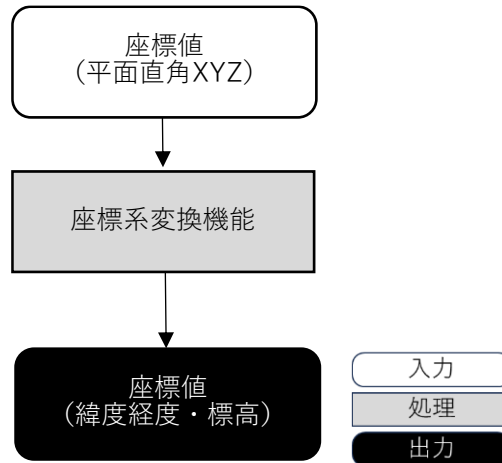 座標値
（平面直角XYZ）
座標系変換機能
座標値
（緯度経度・標高）
入力
処理
出力